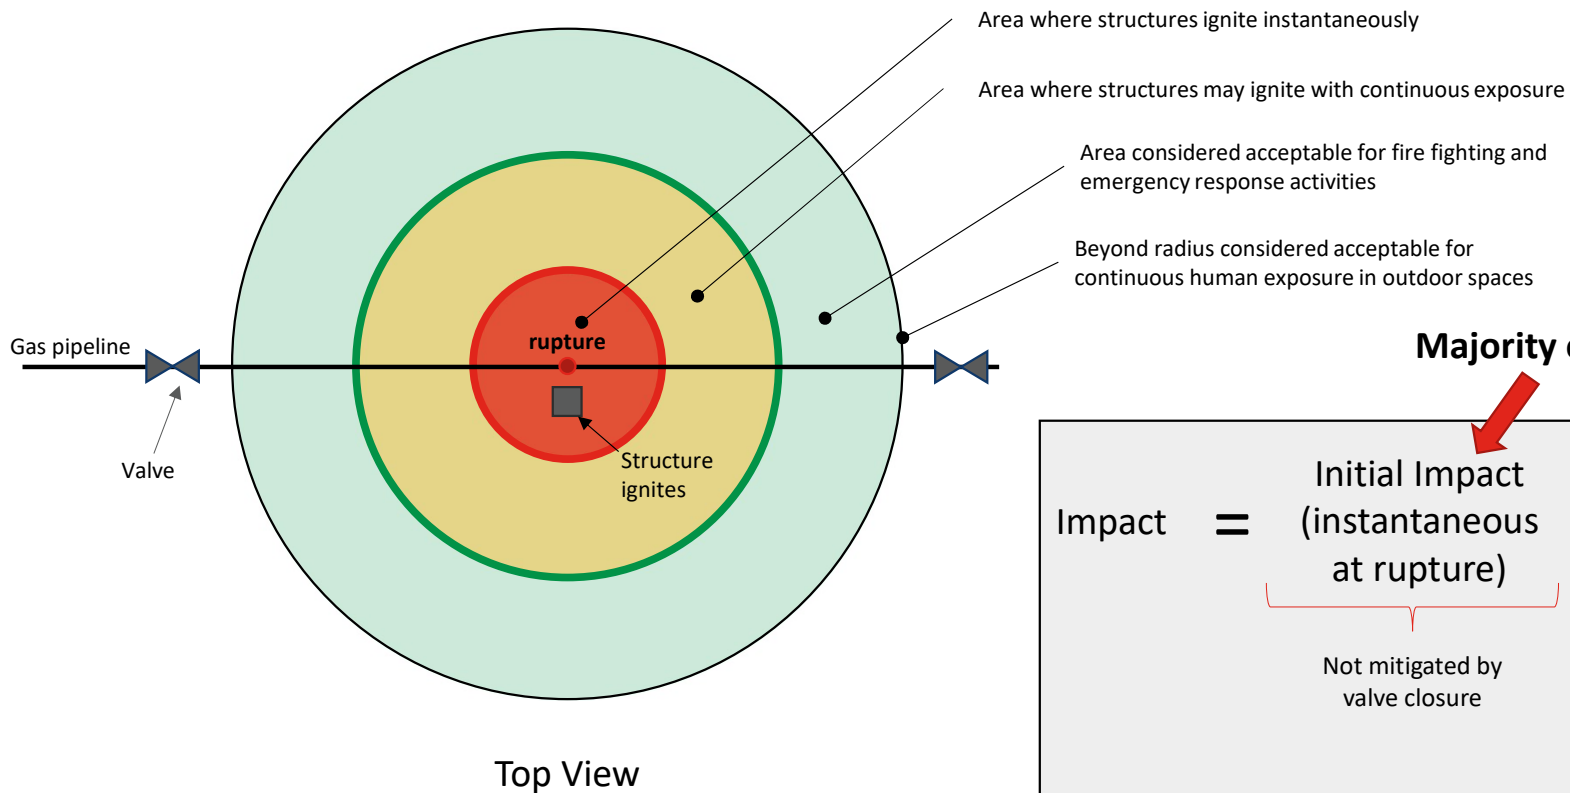 Area where structures ignite instantaneously
Area where structures may ignite with continuous exposure
Area considered acceptable for fire fighting and
emergency response activities
Beyond radius considered acceptable for
continuous human exposure in outdoor spaces
Gas pipeline
rupture
Valve
Structure
ignites
Top View
Majority
Impact
=
Initial Impact
(instantaneous
at rupture)
Not mitigated by
valve closure